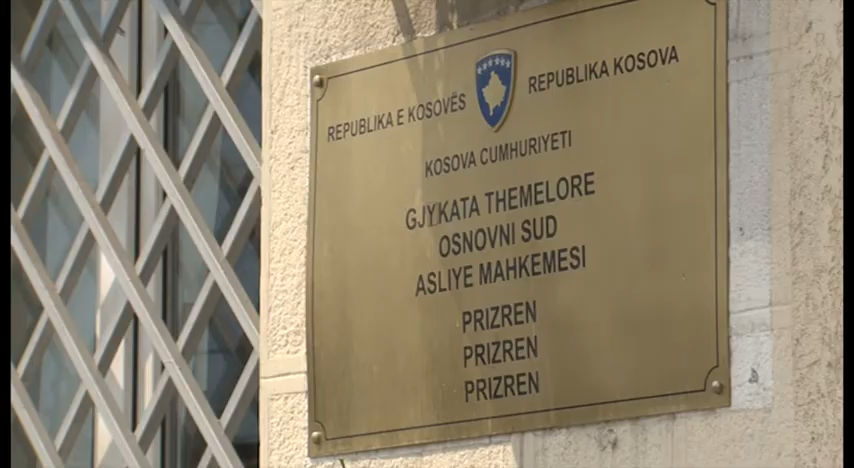 REPUBLIKA E KOSOVËS REPUBLIKA KOSOVA
KOSOVA CUMHURIYETI
GJYKATA THEMELORE
OSNOVNI SUD
ASLIYE MAHKEMESI
PRIZREN
PRIZREN
PRIZREN